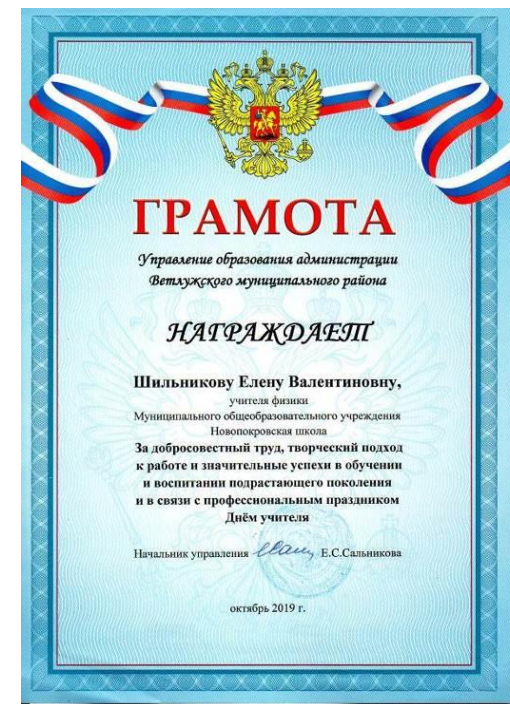 ГРАМОТА
Управление образования администрации
Ветлужского муниципального района
НАГРАЖДАЕТ
Шильникову Елену Валентиновну,
учителя физики
Муниципального общеобразовательного учреждения
Новопокровская школа
За добросовестный труд, творческий подход
к работе и значительные успехи в обучении
и воспитании подрастающего поколения
и в связи с профессиональным праздником
Днём учителя
Начальник управления Е.С.Сальникова
октябрь 2019 г.